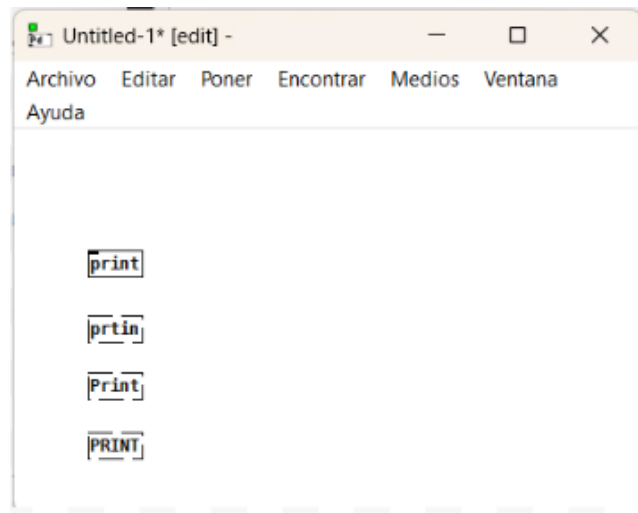 Untitled-1* [edit] -
Archivo Editar Poner Encontrar Medios Ventana
Ayuda
print
prtin
Print
PRINT